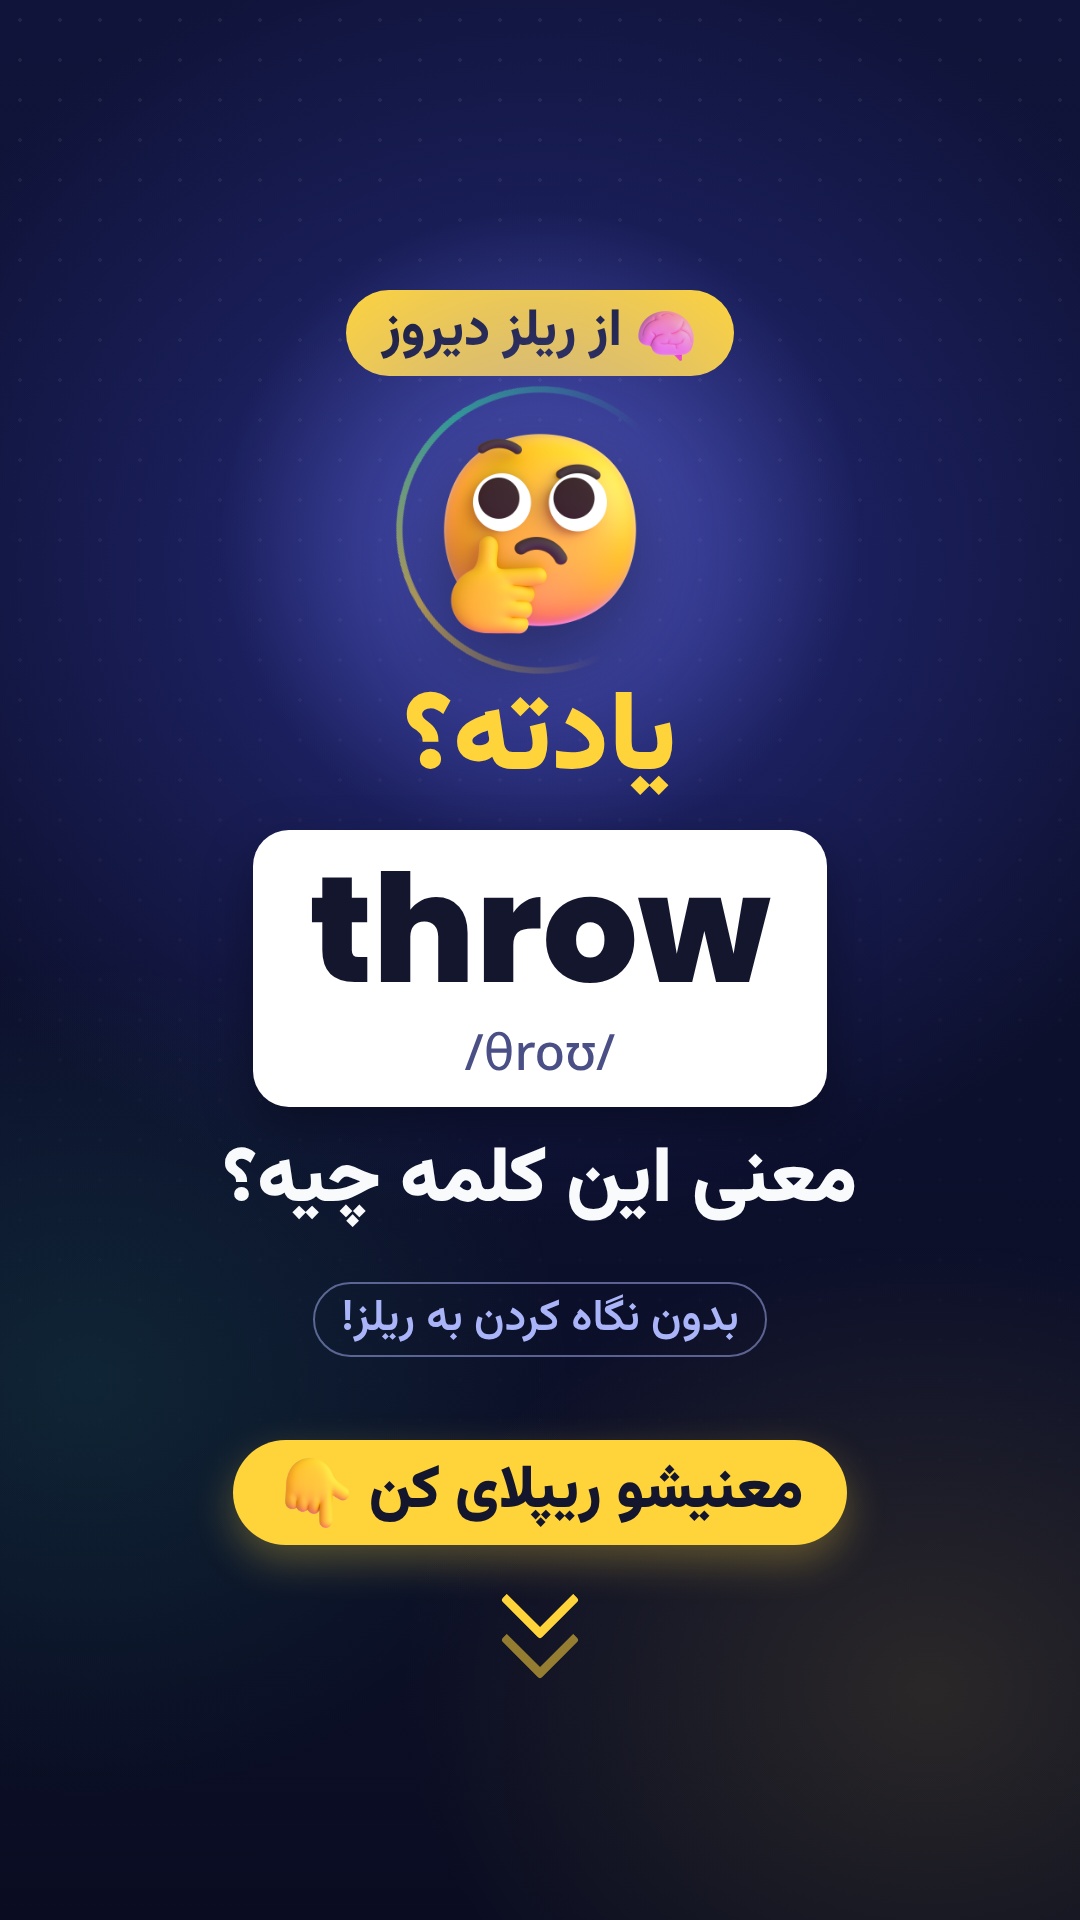 🧠 از ریلز دیروز
یادته؟
throw
/θroʊ/
معنی این کلمه چیه؟
بدون نگاه کردن به ریلز!
معنیشو ریپلای کن 👇